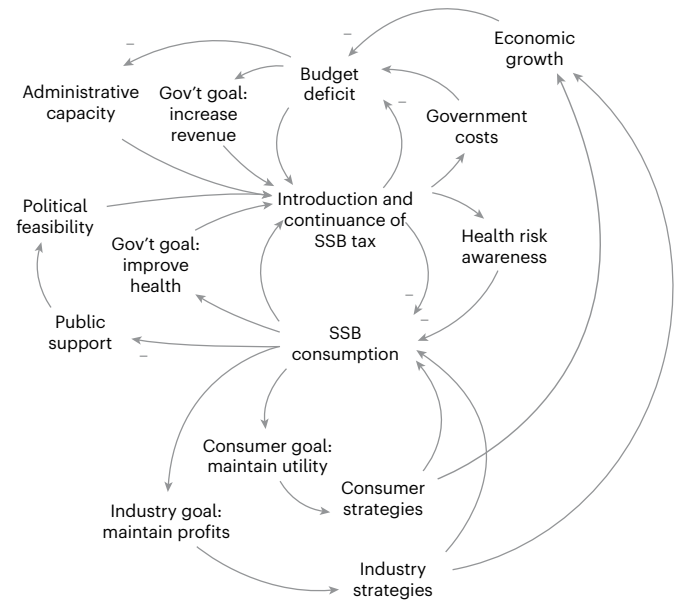 Economic
growth
Budget
deficit
Administrative
capacity
Gov’t goal:
increase
revenue
Government
costs
Introduction and
continuance of
SSB tax
Political
feasibility
Health risk
awareness
Gov’t goal:
improve
health
Public
support
SSB
consumption
Consumer goal:
maintain utility
Consumer
strategies
Industry goal:
maintain profits
Industry
strategies
–
–
–
–
–
–